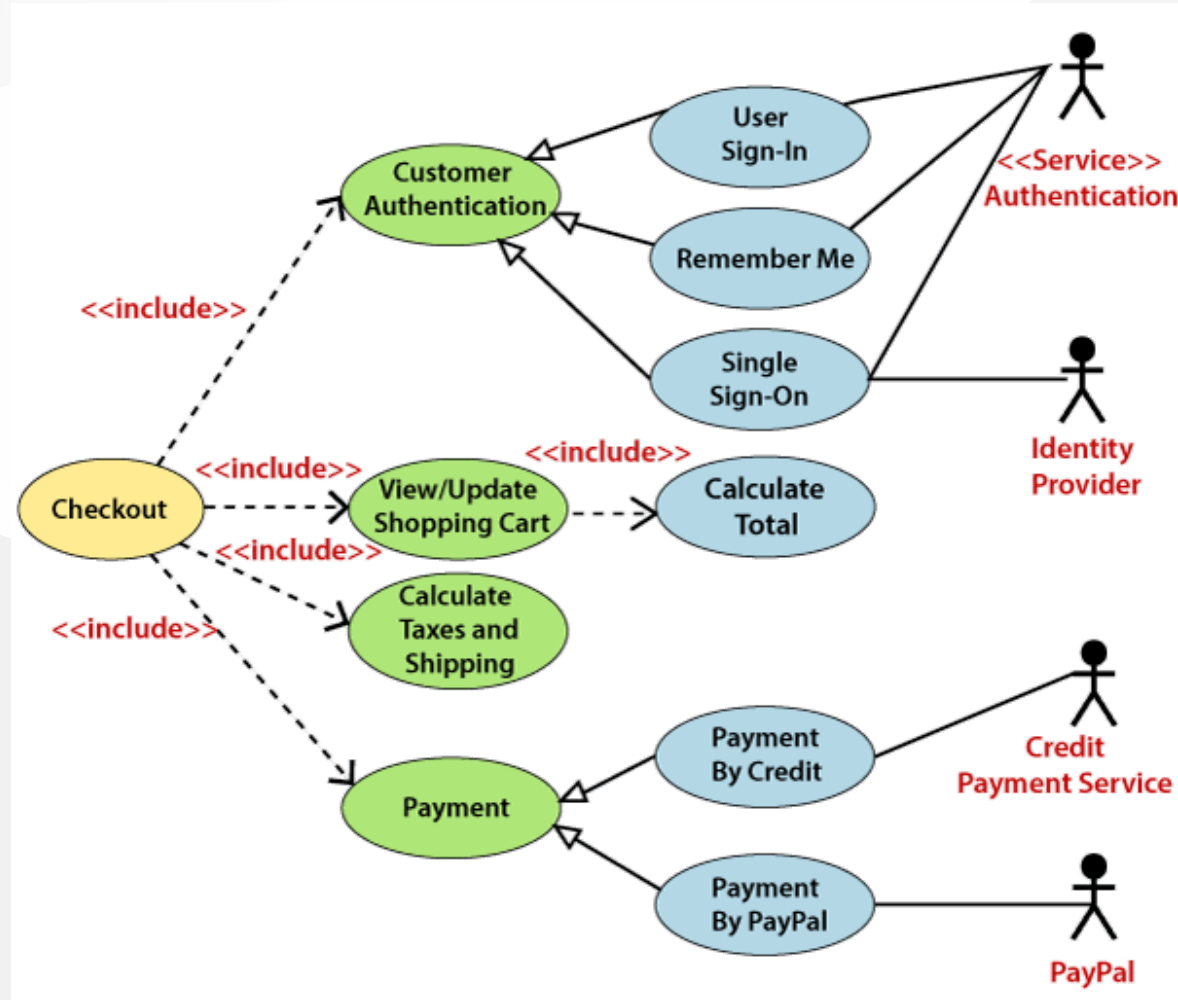 User
Sign-In
<<Service>>
Authentication
Customer
Authentication
Remember Me
<<include>>
Single
Sign-On
Identity
Provider
<<include>>
<<include>>
Checkout
View/Update
Shopping Cart
Calculate
Total
<<include>>
Calculate
Taxes and
Shipping
<<include>>
Payment
By Credit
Credit
Payment Service
Payment
Payment
By PayPal
PayPal